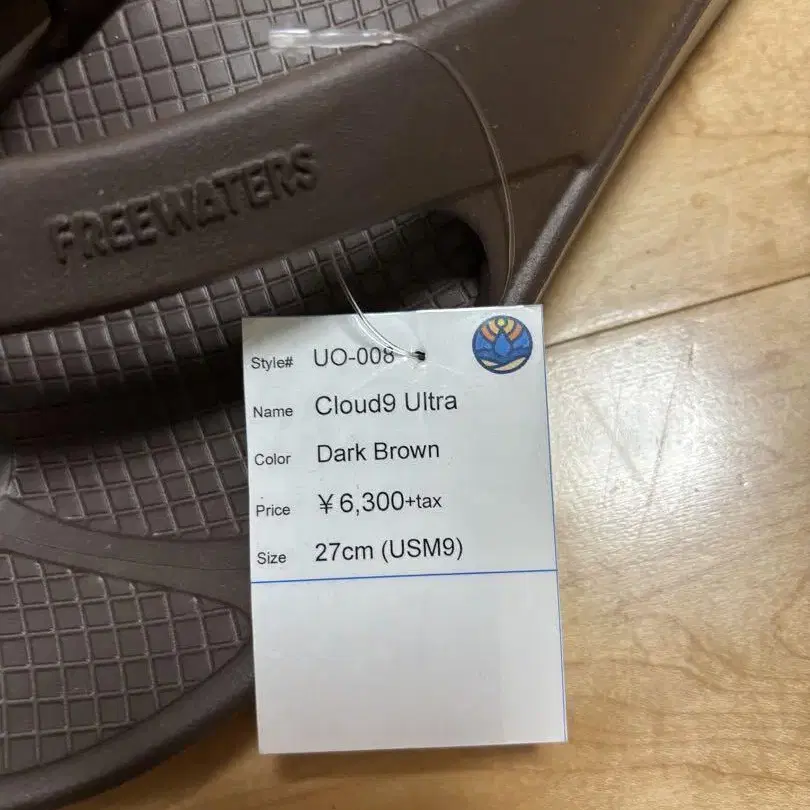 FREEWATERS
Style# UO-008
Name Cloud9 Ultra
Color Dark Brown
Price ¥6,300+tax
Size 27cm (USM9)